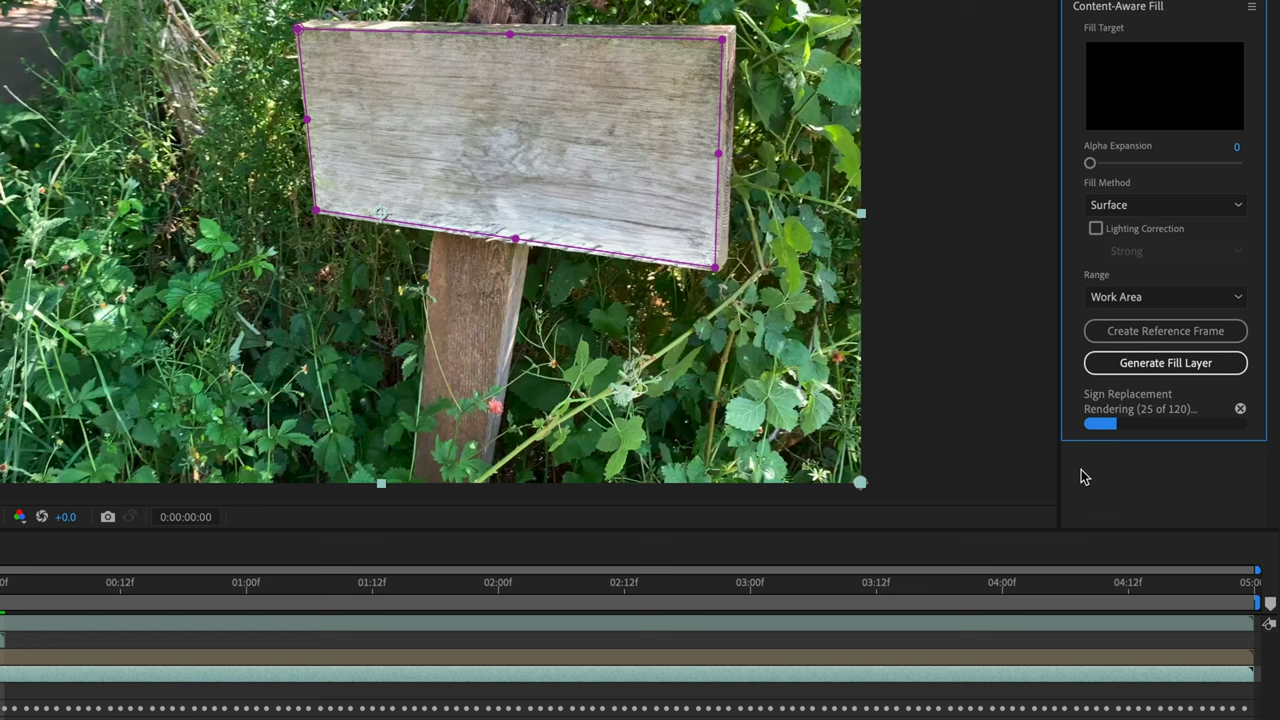 Content-Aware Fill
Fill Target
Alpha Expansion
0
Fill Method
Surface
Lighting Correction
Strong
Range
Work Area
Create Reference Frame
Generate Fill Layer
Sign Replacement
Rendering (25 of 120)...
+0.0
0:00:00:00
0f 00:12f 01:00f 01:12f 02:00f 02:12f 03:00f 03:12f 04:00f 04:12f 05:0